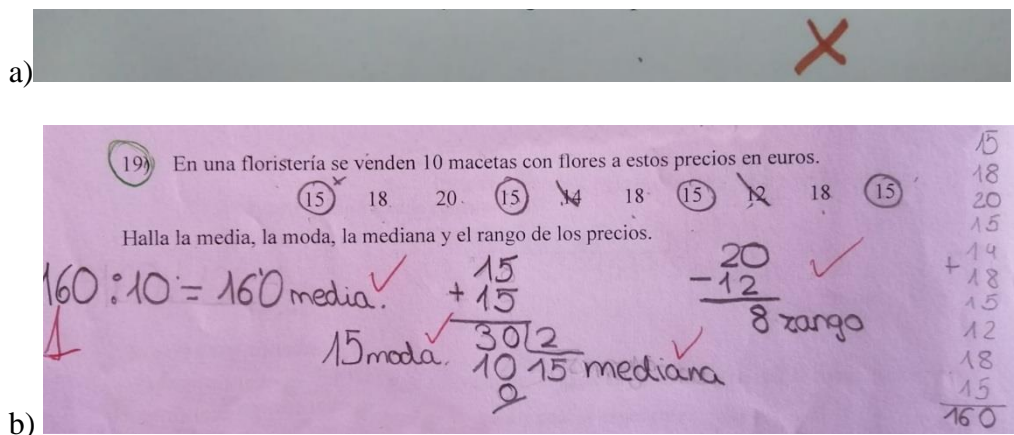 a)
19) En una floristería se venden 10 macetas con flores a estos precios en euros.
15 18 20 15 14 18 15 12 18 15
Halla la media, la moda, la mediana y el rango de los precios.
160 : 10 = 16'0 media.
1
15 moda.
15
+ 15
30 2
10 15 mediana
0
20
- 12
8 rango
15
18
20
15
14
+ 18
15
12
18
15
160
b)